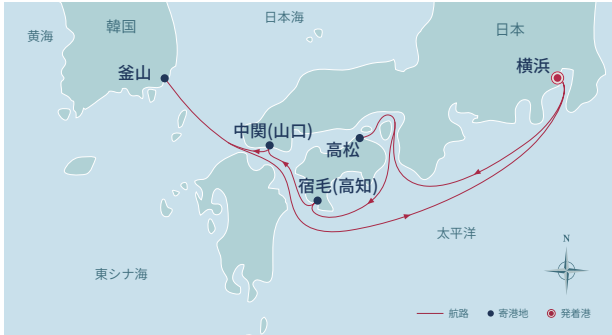 日本海
韓国
日本
黄海
横浜
釜山
中関(山口)
高松
宿毛(高知)
太平洋
N
東シナ海
航路 寄港地 発着港